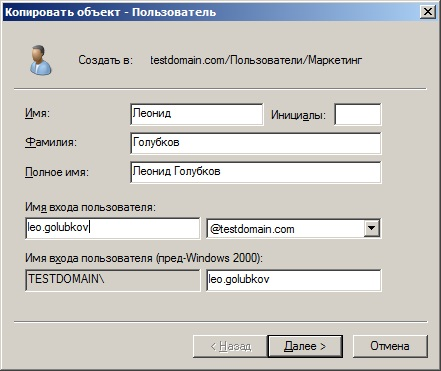 Копировать объект - Пользователь
Создать в: testdomain.com/Пользователи/Маркетинг
Имя: Леонид Инициалы:
Фамилия: Голубков
Полное имя: Леонид Голубков
Имя входа пользователя:
leo.golubkov @testdomain.com
Имя входа пользователя (пред-Windows 2000):
TESTDOMAIN\ leo.golubkov
< Назад Далее > Отмена